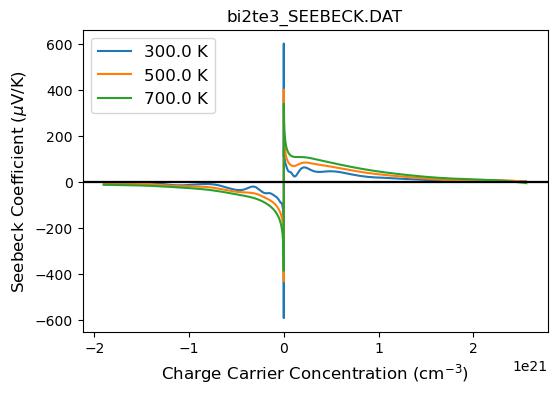 bi2te3_SEEBECK.DAT
300.0 K
500.0 K
700.0 K
Seebeck Coefficient (μV/K)
600
400
200
0
−200
−400
−600
−2
−1
0
1
2
1e21
Charge Carrier Concentration (cm⁻³)